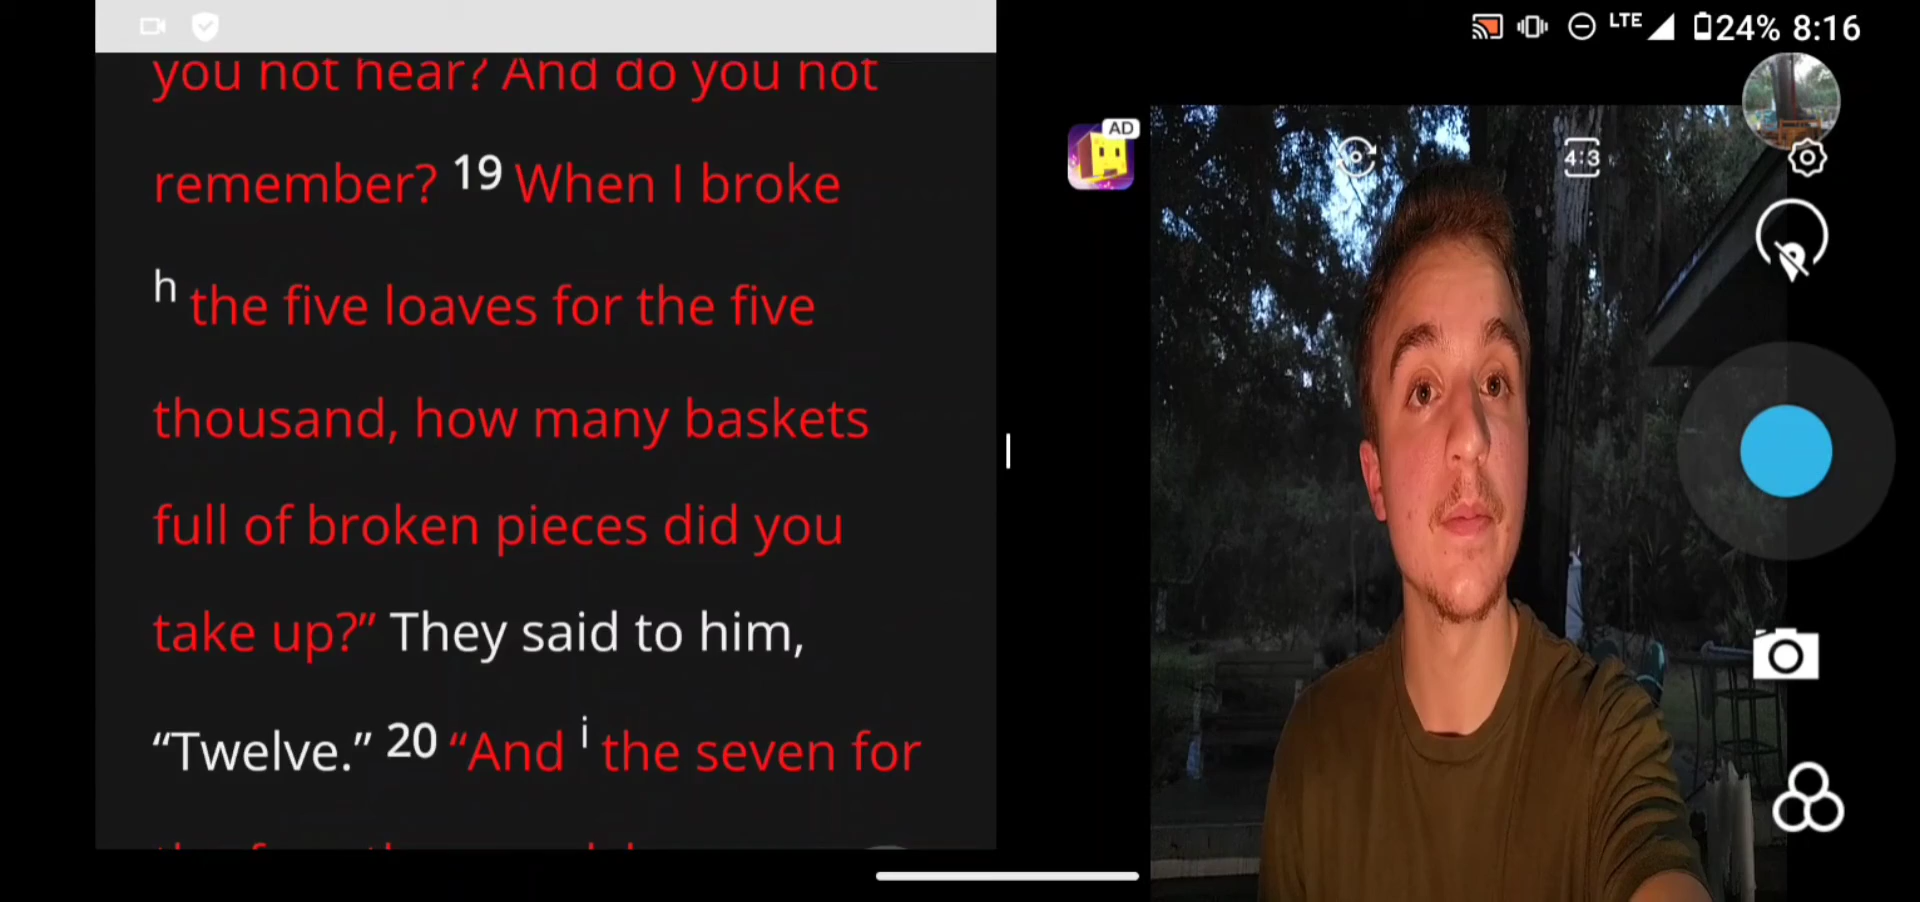 you not hear? And do you not
remember? 19 When I broke
h the five loaves for the five
thousand, how many baskets
full of broken pieces did you
take up?” They said to him,
“Twelve.” 20 “And i the seven for
LTE 24% 8:16
AD
4:3